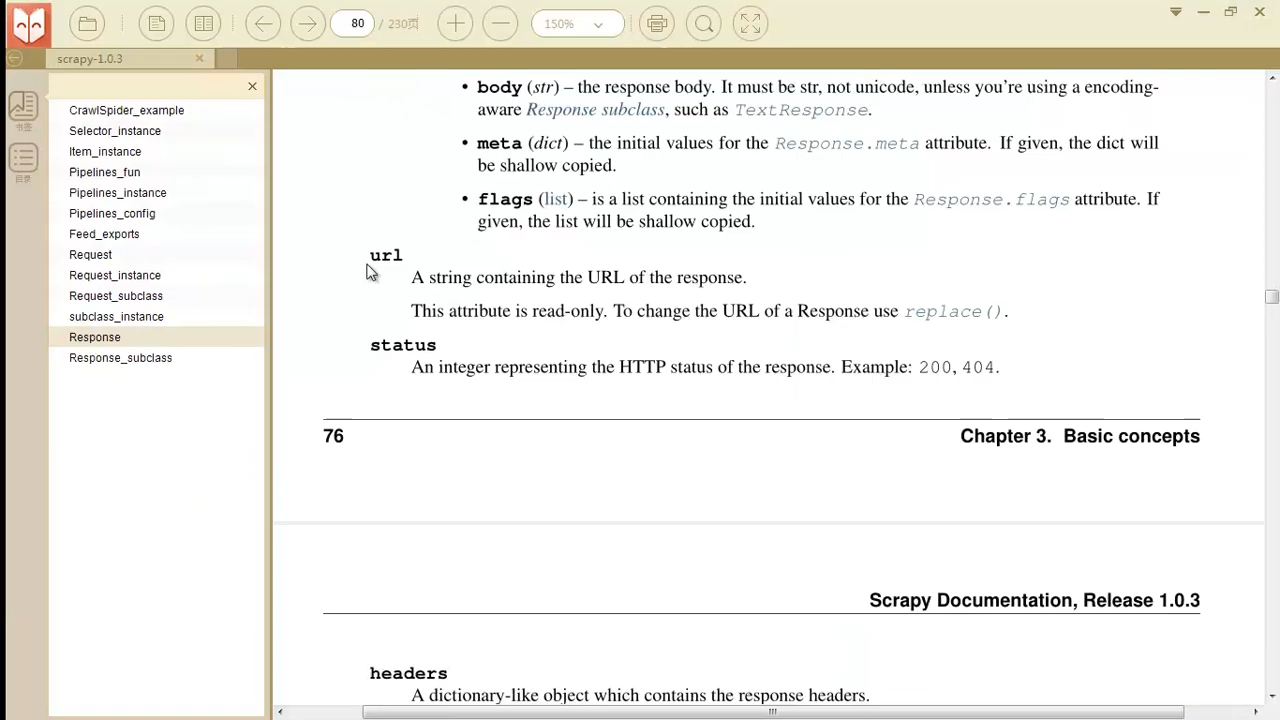 80 / 230页
150%
scrapy-1.0.3
书签
目录
CrawlSpider_example
Selector_instance
Item_instance
Pipelines_fun
Pipelines_instance
Pipelines_config
Feed_exports
Request
Request_instance
Request_subclass
subclass_instance
Response
Response_subclass
• body (str) – the response body. It must be str, not unicode, unless you're using a encoding-
aware Response subclass, such as TextResponse.
• meta (dict) – the initial values for the Response.meta attribute. If given, the dict will
be shallow copied.
• flags (list) – is a list containing the initial values for the Response.flags attribute. If
given, the list will be shallow copied.
url
A string containing the URL of the response.
This attribute is read-only. To change the URL of a Response use replace().
status
An integer representing the HTTP status of the response. Example: 200, 404.
76 Chapter 3. Basic concepts
Scrapy Documentation, Release 1.0.3
headers
A dictionary-like object which contains the response headers.